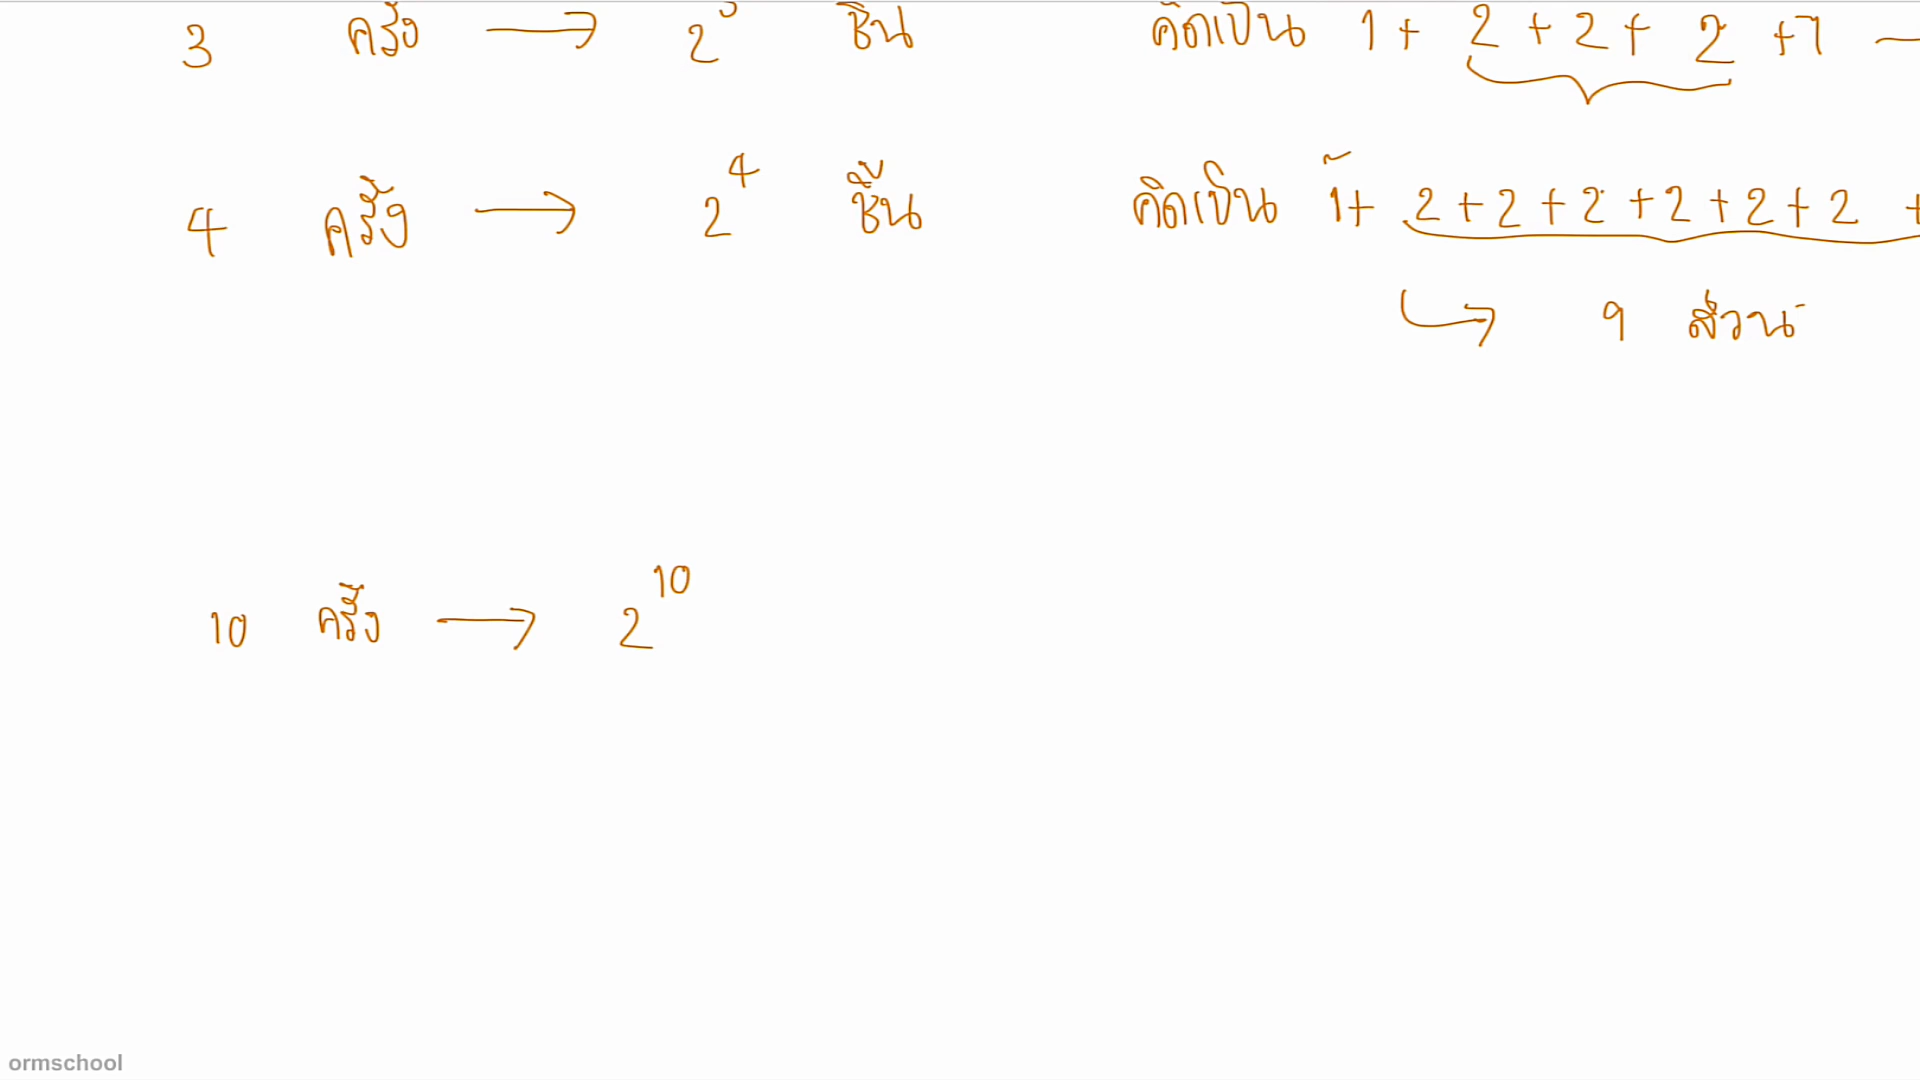 3 ครั้ง → 2³ ชิ้น คิดเป็น 1 + 2 + 2 + 2 + 1 —
4 ครั้ง → 2⁴ ชิ้น คิดเป็น 1 + 2 + 2 + 2 + 2 + 2 + 2 +
↳ 9 ส่วน
10 ครั้ง → 2¹⁰
ormschool